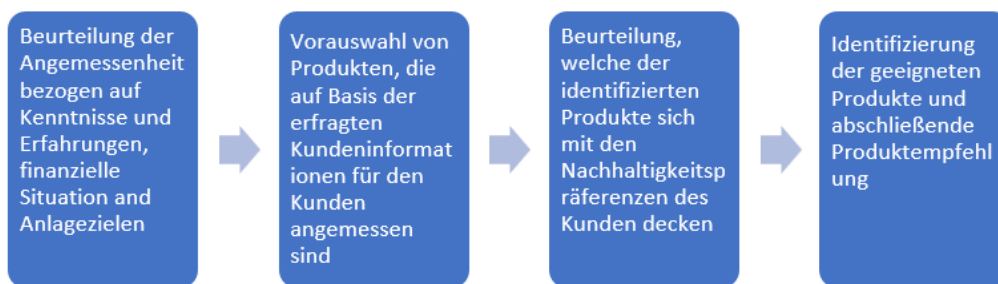 Beurteilung der
Angemessenheit
bezogen auf
Kenntnisse und
Erfahrungen,
finanzielle
Situation and
Anlagezielen
Vorauswahl von
Produkten, die
auf Basis der
erfragten
Kundeninformat
ionen für den
Kunden
angemessen
sind
Beurteilung,
welche der
identifizierten
Produkte sich
mit den
Nachhaltigkeitsp
räferenzen des
Kunden decken
Identifizierung
der geeigneten
Produkte und
abschließende
Produktempfehl
ung